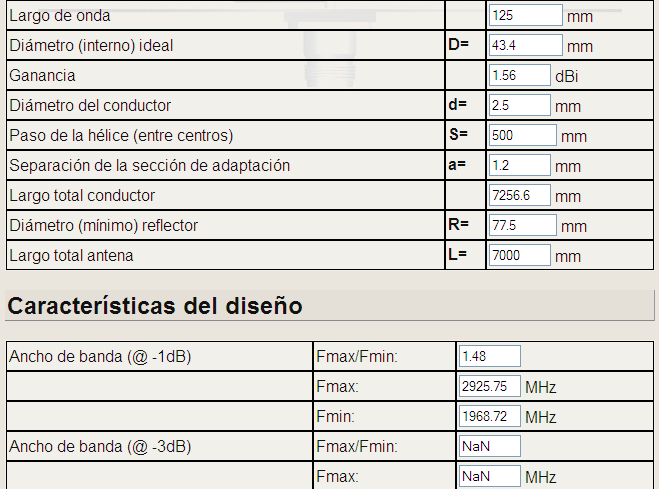 Largo de onda 125 mm
Diámetro (interno) ideal D= 43.4 mm
Ganancia 1.56 dBi
Diámetro del conductor d= 2.5 mm
Paso de la hélice (entre centros) S= 500 mm
Separación de la sección de adaptación a= 1.2 mm
Largo total conductor 7256.6 mm
Diámetro (mínimo) reflector R= 77.5 mm
Largo total antena L= 7000 mm
Características del diseño
Ancho de banda (@ -1dB) Fmax/Fmin: 1.48
Fmax: 2925.75 MHz
Fmin: 1968.72 MHz
Ancho de banda (@ -3dB) Fmax/Fmin: NaN
Fmax: NaN MHz